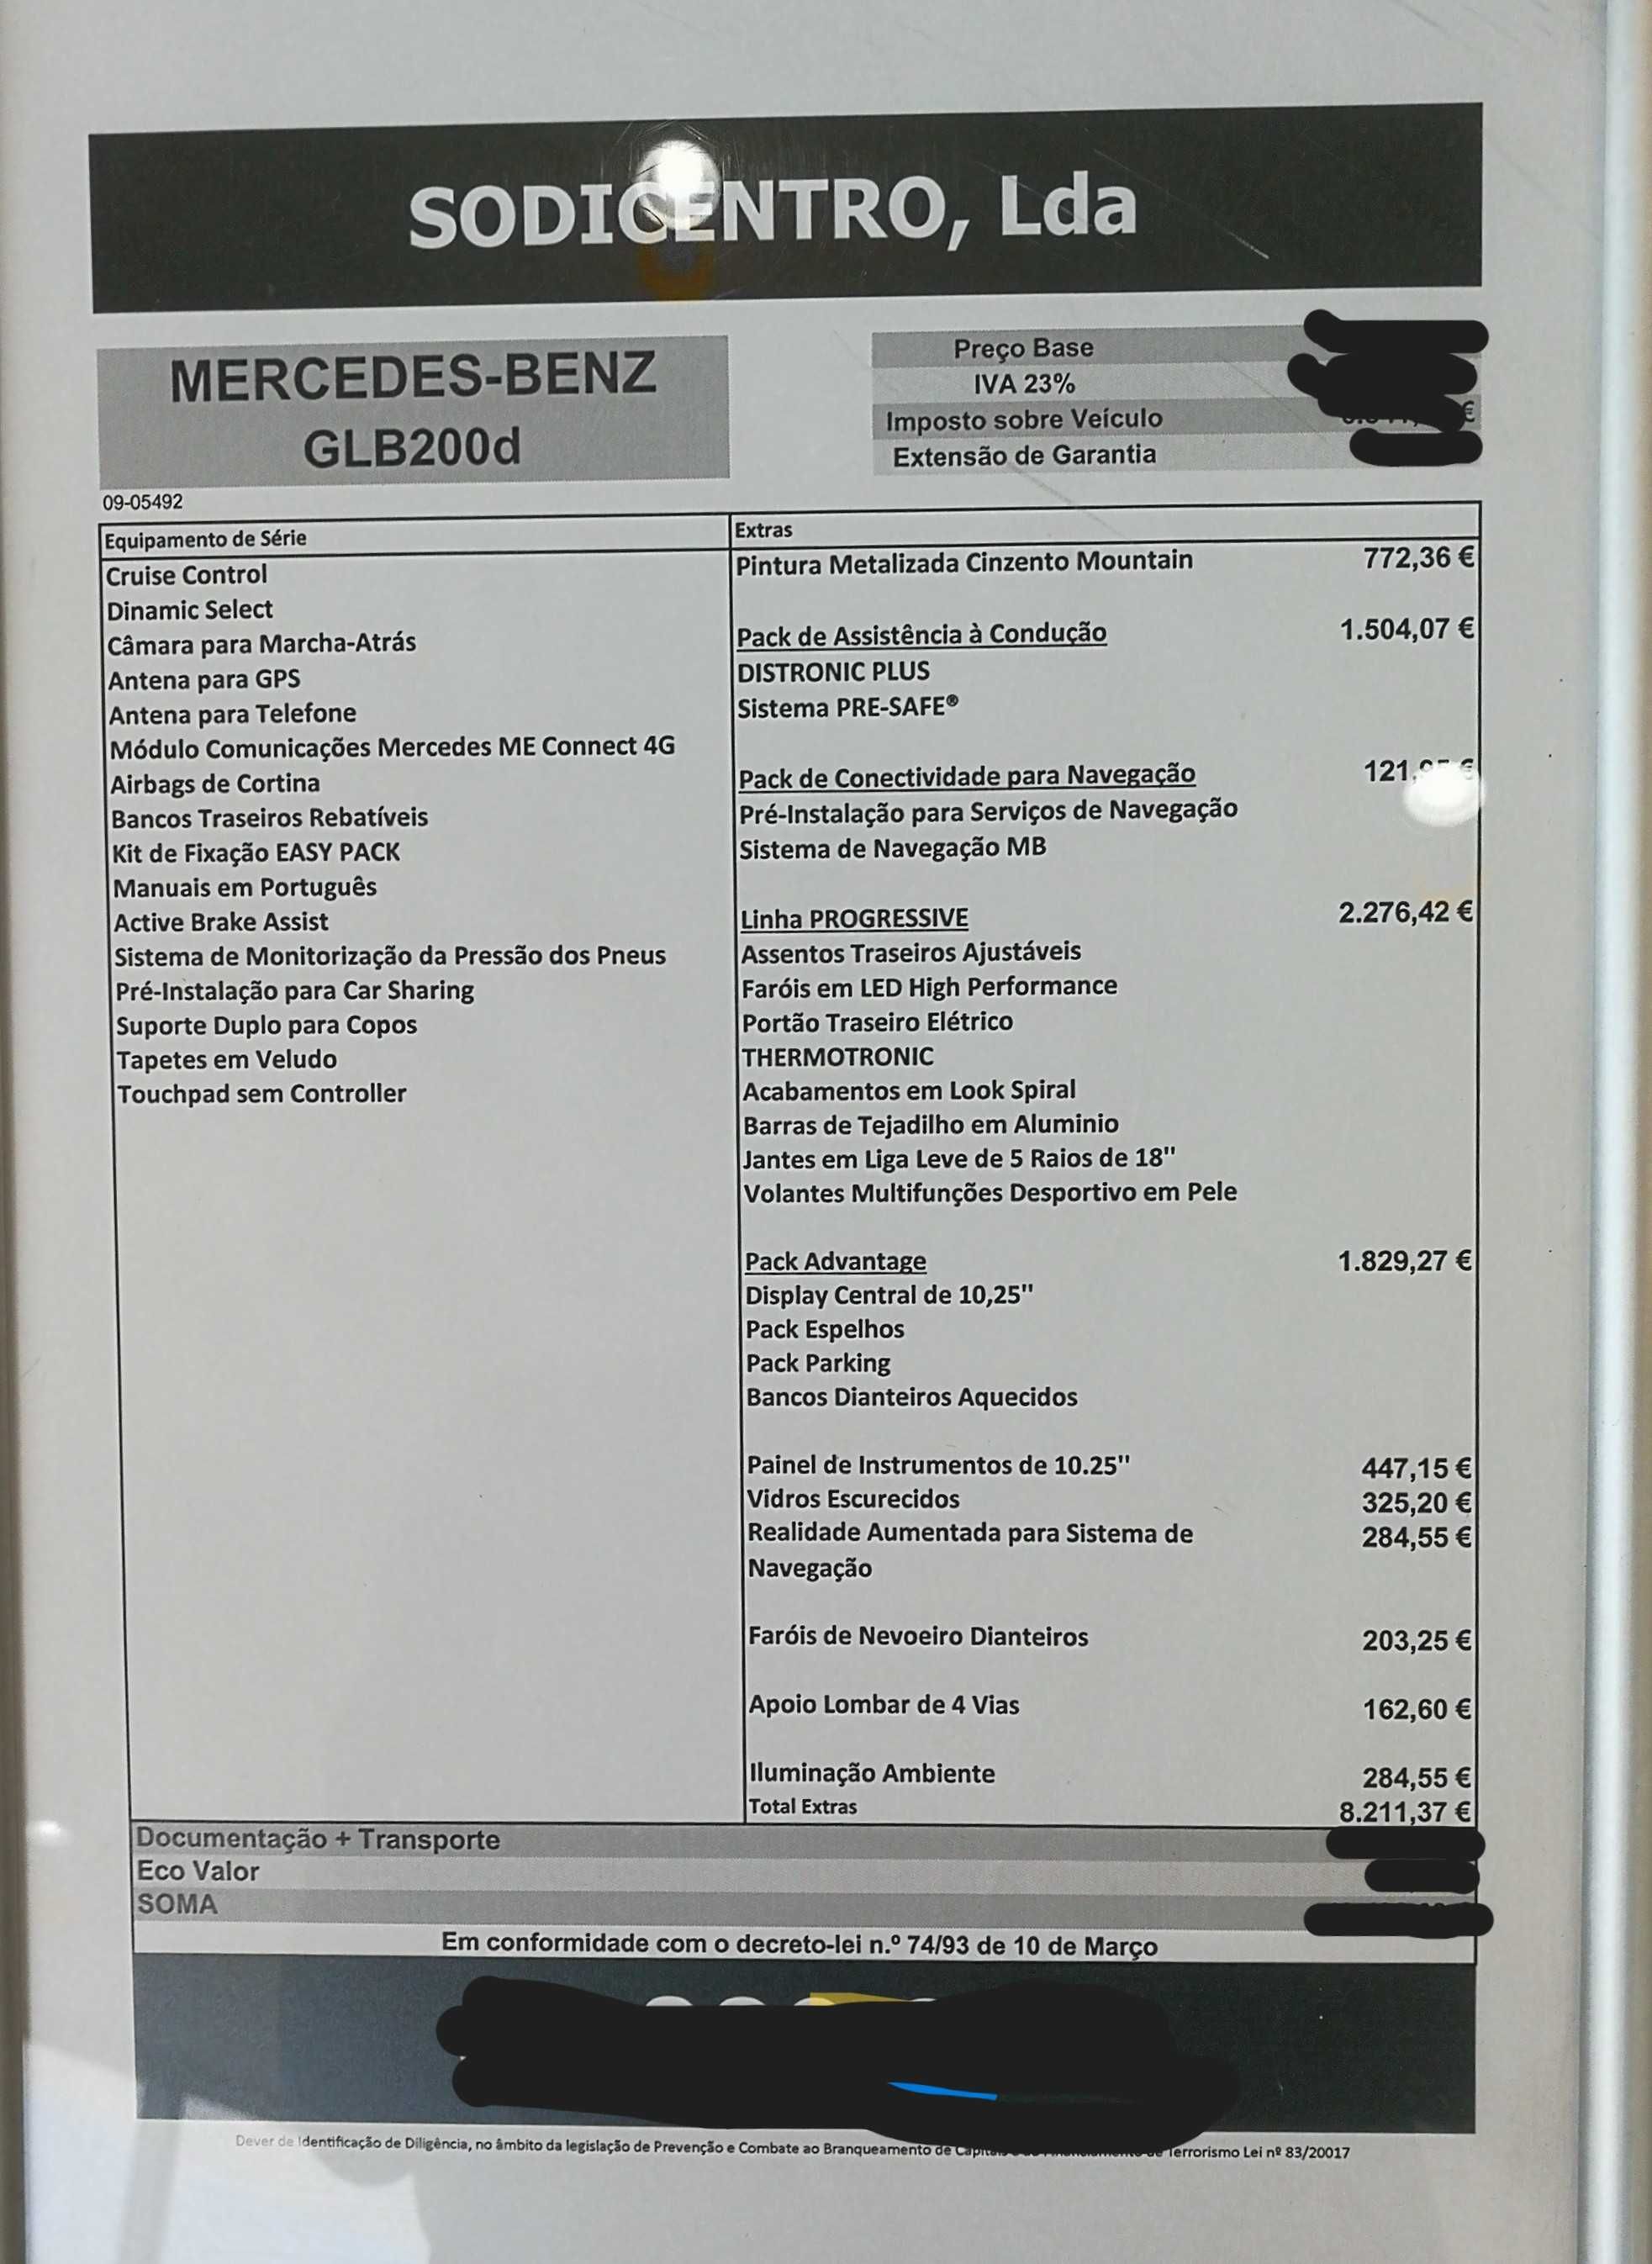 SODICENTRO, Lda
MERCEDES-BENZ
GLB200d
Preço Base
IVA 23%
Imposto sobre Veículo
Extensão de Garantia
09-05492
Equipamento de Série
Cruise Control
Dinamic Select
Câmara para Marcha-Atrás
Antena para GPS
Antena para Telefone
Módulo Comunicações Mercedes ME Connect 4G
Airbags de Cortina
Bancos Traseiros Rebatíveis
Kit de Fixação EASY PACK
Manuais em Português
Active Brake Assist
Sistema de Monitorização da Pressão dos Pneus
Pré-Instalação para Car Sharing
Suporte Duplo para Copos
Tapetes em Veludo
Touchpad sem Controller
Extras
Pintura Metalizada Cinzento Mountain 772,36 €
Pack de Assistência à Condução 1.504,07 €
DISTRONIC PLUS
Sistema PRE-SAFE®
Pack de Conectividade para Navegação
Pré-Instalação para Serviços de Navegação
Sistema de Navegação MB
Linha PROGRESSIVE 2.276,42 €
Assentos Traseiros Ajustáveis
Faróis em LED High Performance
Portão Traseiro Elétrico
THERMOTRONIC
Acabamentos em Look Spiral
Barras de Tejadilho em Aluminio
Jantes em Liga Leve de 5 Raios de 18"
Volantes Multifunções Desportivo em Pele
Pack Advantage 1.829,27 €
Display Central de 10,25"
Pack Espelhos
Pack Parking
Bancos Dianteiros Aquecidos
Painel de Instrumentos de 10.25" 447,15 €
Vidros Escurecidos 325,20 €
Realidade Aumentada para Sistema de 284,55 €
Navegação
Faróis de Nevoeiro Dianteiros 203,25 €
Apoio Lombar de 4 Vias 162,60 €
Iluminação Ambiente 284,55 €
Total Extras 8.211,37 €
Documentação + Transporte
Eco Valor
SOMA
Em conformidade com o decreto-lei n.º 74/93 de 10 de Março
Dever de Identificação de Diligência, no âmbito da legislação de Prevenção e Combate ao Branqueamento de Terrorismo Lei nº 83/20017